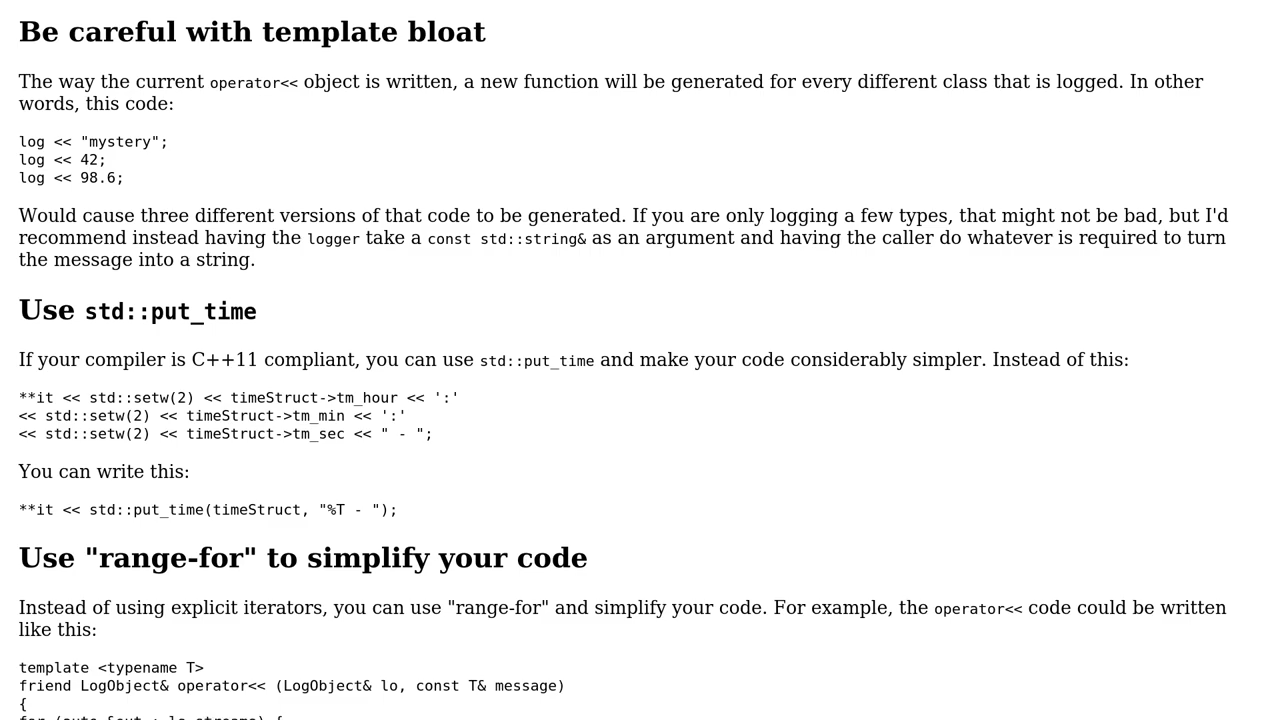 Be careful with template bloat
The way the current operator<< object is written, a new function will be generated for every different class that is logged. In other
words, this code:
log << "mystery";
log << 42;
log << 98.6;
Would cause three different versions of that code to be generated. If you are only logging a few types, that might not be bad, but I'd
recommend instead having the logger take a const std::string& as an argument and having the caller do whatever is required to turn
the message into a string.
Use std::put_time
If your compiler is C++11 compliant, you can use std::put_time and make your code considerably simpler. Instead of this:
**it << std::setw(2) << timeStruct->tm_hour << ':'
<< std::setw(2) << timeStruct->tm_min << ':'
<< std::setw(2) << timeStruct->tm_sec << " - ";
You can write this:
**it << std::put_time(timeStruct, "%T - ");
Use "range-for" to simplify your code
Instead of using explicit iterators, you can use "range-for" and simplify your code. For example, the operator<< code could be written
like this:
template <typename T>
friend LogObject& operator<< (LogObject& lo, const T& message)
{